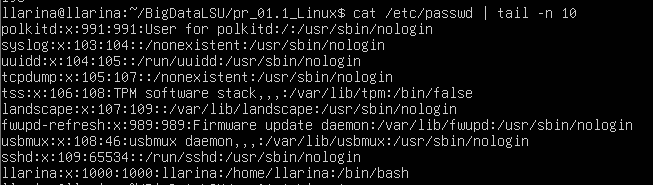 llarina@llarina:~/BigDataLSU/pr_01.1_Linux$ cat /etc/passwd | tail -n 10
polkitd:x:991:991:User for polkitd:/:/usr/sbin/nologin
syslog:x:103:104::/nonexistent:/usr/sbin/nologin
uuidd:x:104:105::/run/uuidd:/usr/sbin/nologin
tcpdump:x:105:107::/nonexistent:/usr/sbin/nologin
tss:x:106:108:TPM software stack,,,:/var/lib/tpm:/bin/false
landscape:x:107:109::/var/lib/landscape:/usr/sbin/nologin
fwupd-refresh:x:989:989:Firmware update daemon:/var/lib/fwupd:/usr/sbin/nologin
usbmux:x:108:46:usbmux daemon,,,:/var/lib/usbmux:/usr/sbin/nologin
sshd:x:109:65534::/run/sshd:/usr/sbin/nologin
llarina:x:1000:1000:llarina:/home/llarina:/bin/bash